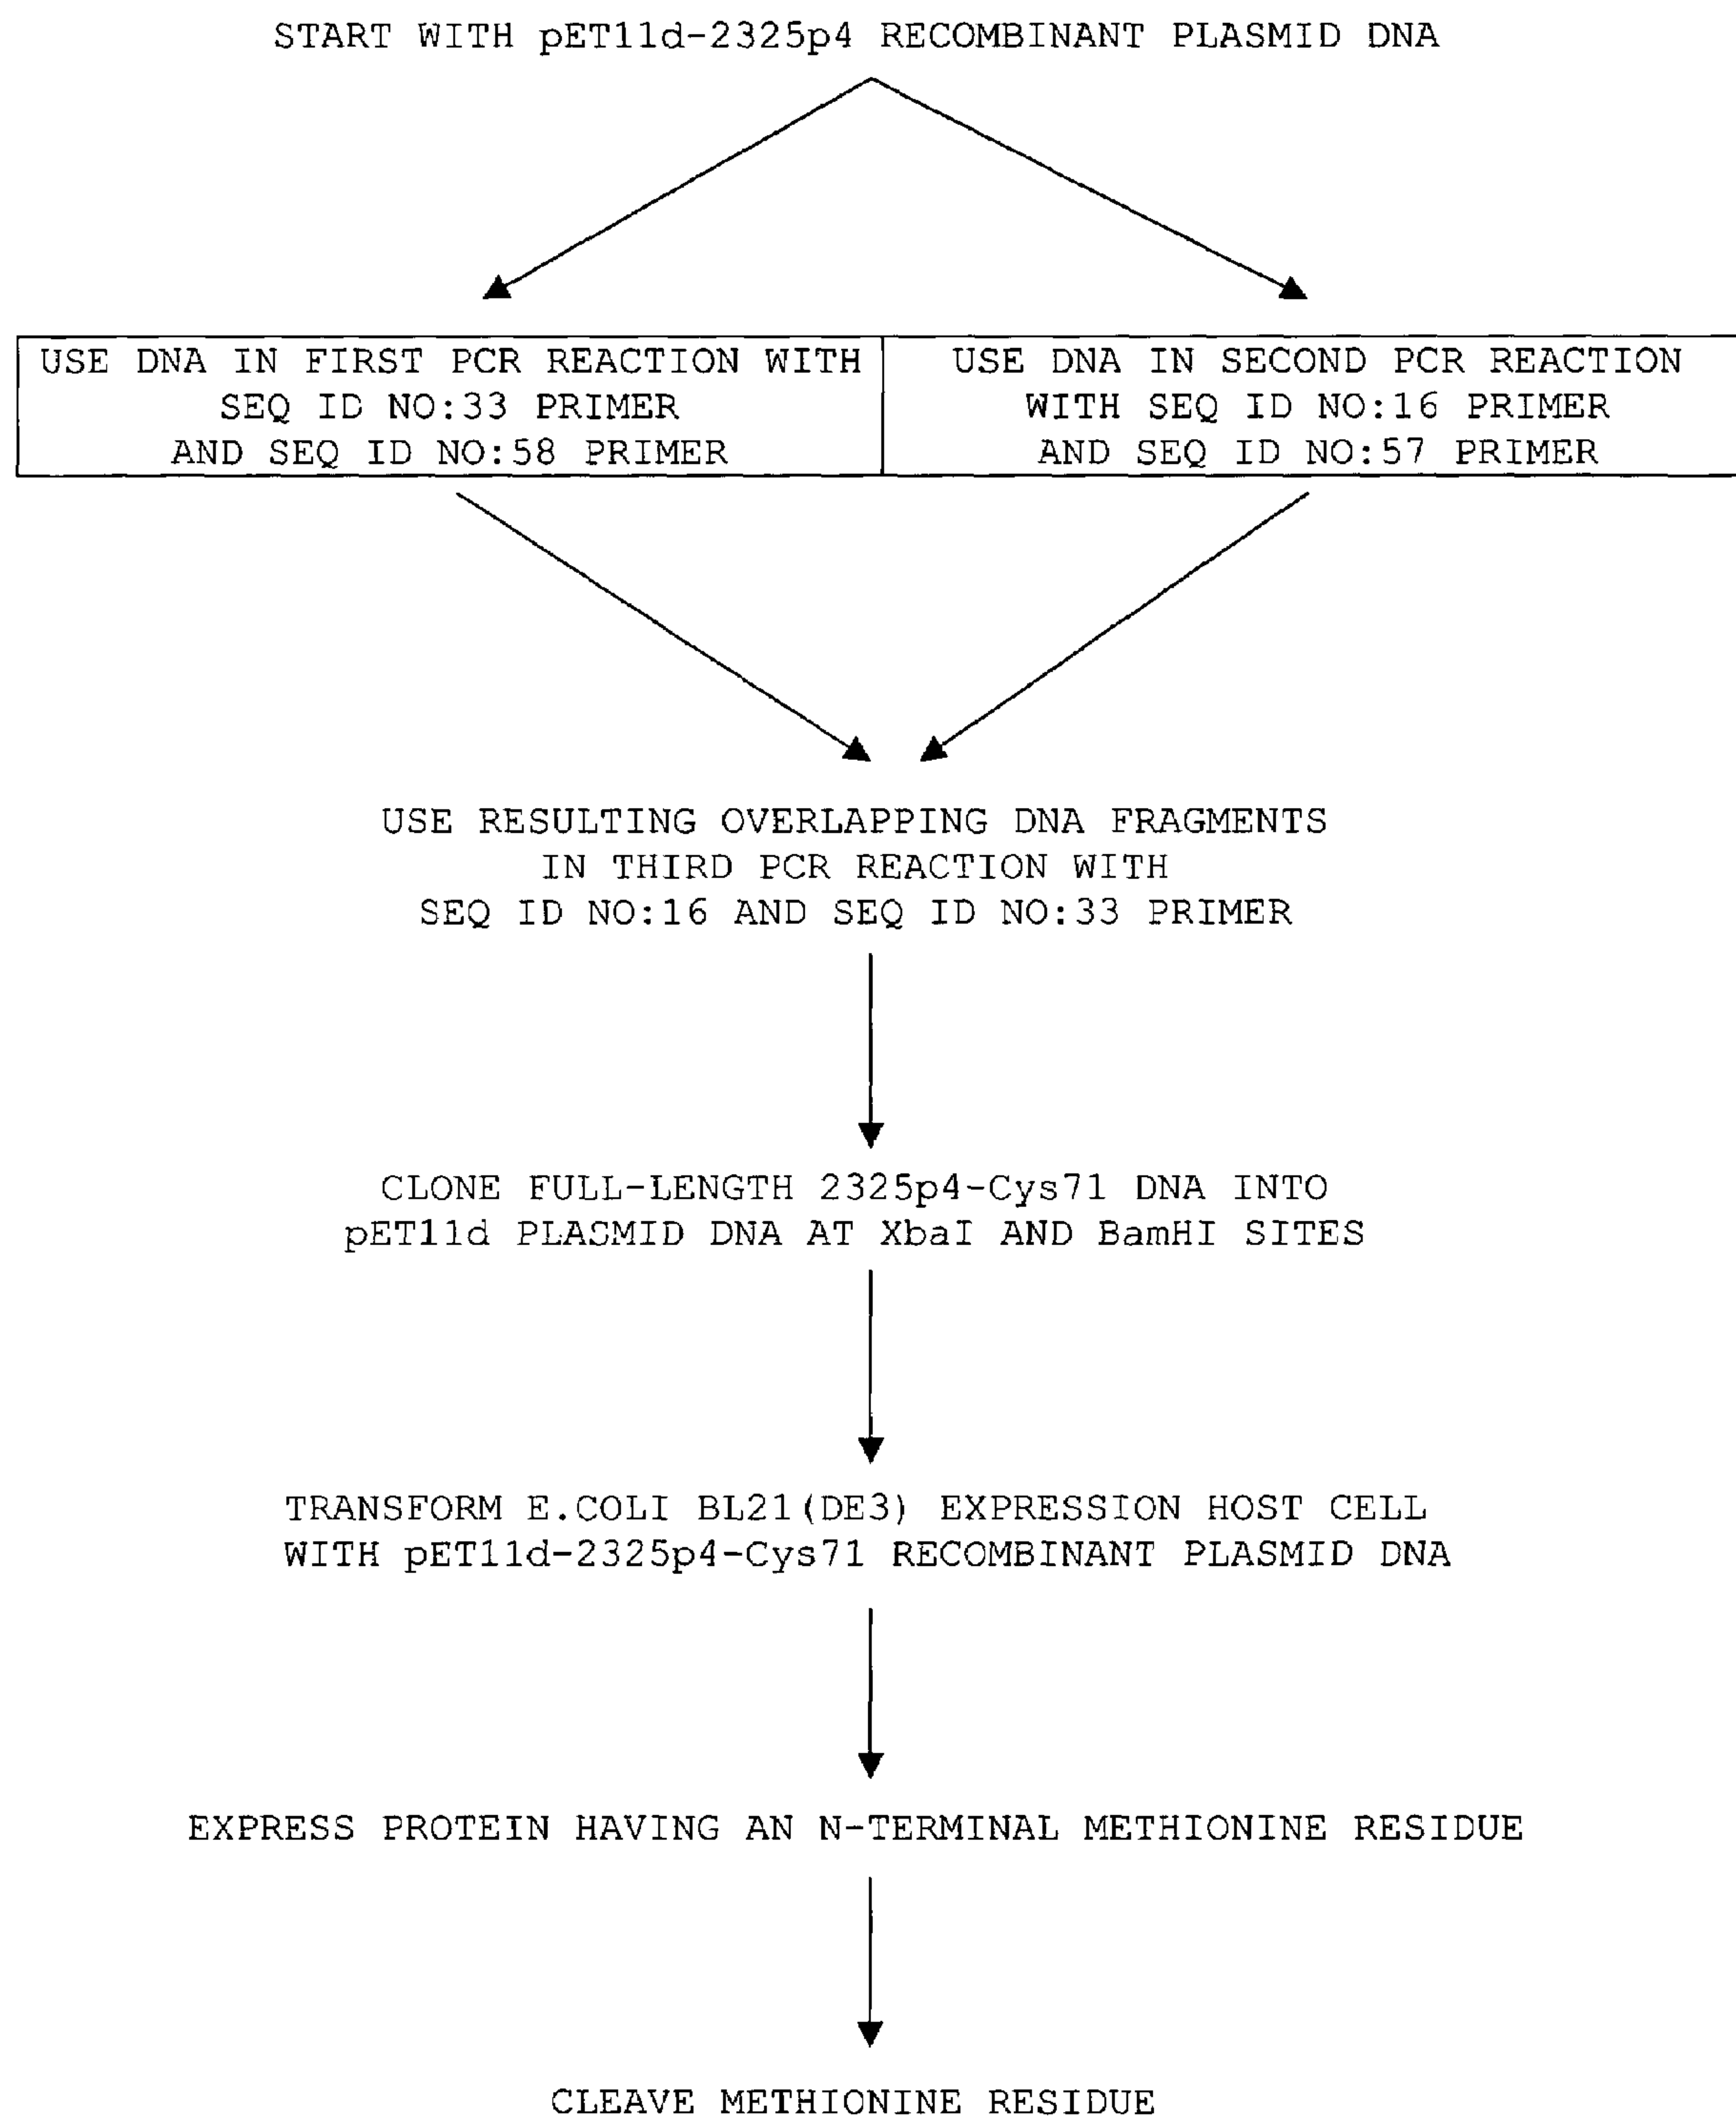 START WITH pET11d-2325p4 RECOMBINANT PLASMID DNA
USE DNA IN FIRST PCR REACTION WITH
SEQ ID NO:33 PRIMER
AND SEQ ID NO:58 PRIMER
USE DNA IN SECOND PCR REACTION
WITH SEQ ID NO:16 PRIMER
AND SEQ ID NO:57 PRIMER
USE RESULTING OVERLAPPING DNA FRAGMENTS
IN THIRD PCR REACTION WITH
SEQ ID NO:16 AND SEQ ID NO:33 PRIMER
CLONE FULL-LENGTH 2325p4-Cys71 DNA INTO
pET11d PLASMID DNA AT XbaI AND BamHI SITES
TRANSFORM E.COLI BL21(DE3) EXPRESSION HOST CELL
WITH pET11d-2325p4-Cys71 RECOMBINANT PLASMID DNA
EXPRESS PROTEIN HAVING AN N-TERMINAL METHIONINE RESIDUE
CLEAVE METHIONINE RESIDUE